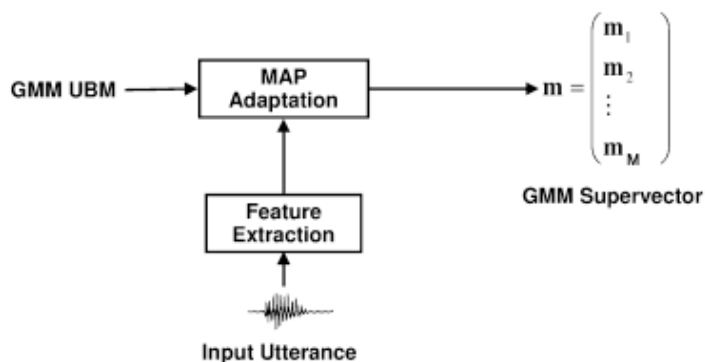 GMM UBM
MAP
Adaptation
m =
m1
m2
⋮
mM
GMM Supervector
Feature
Extraction
Input Utterance